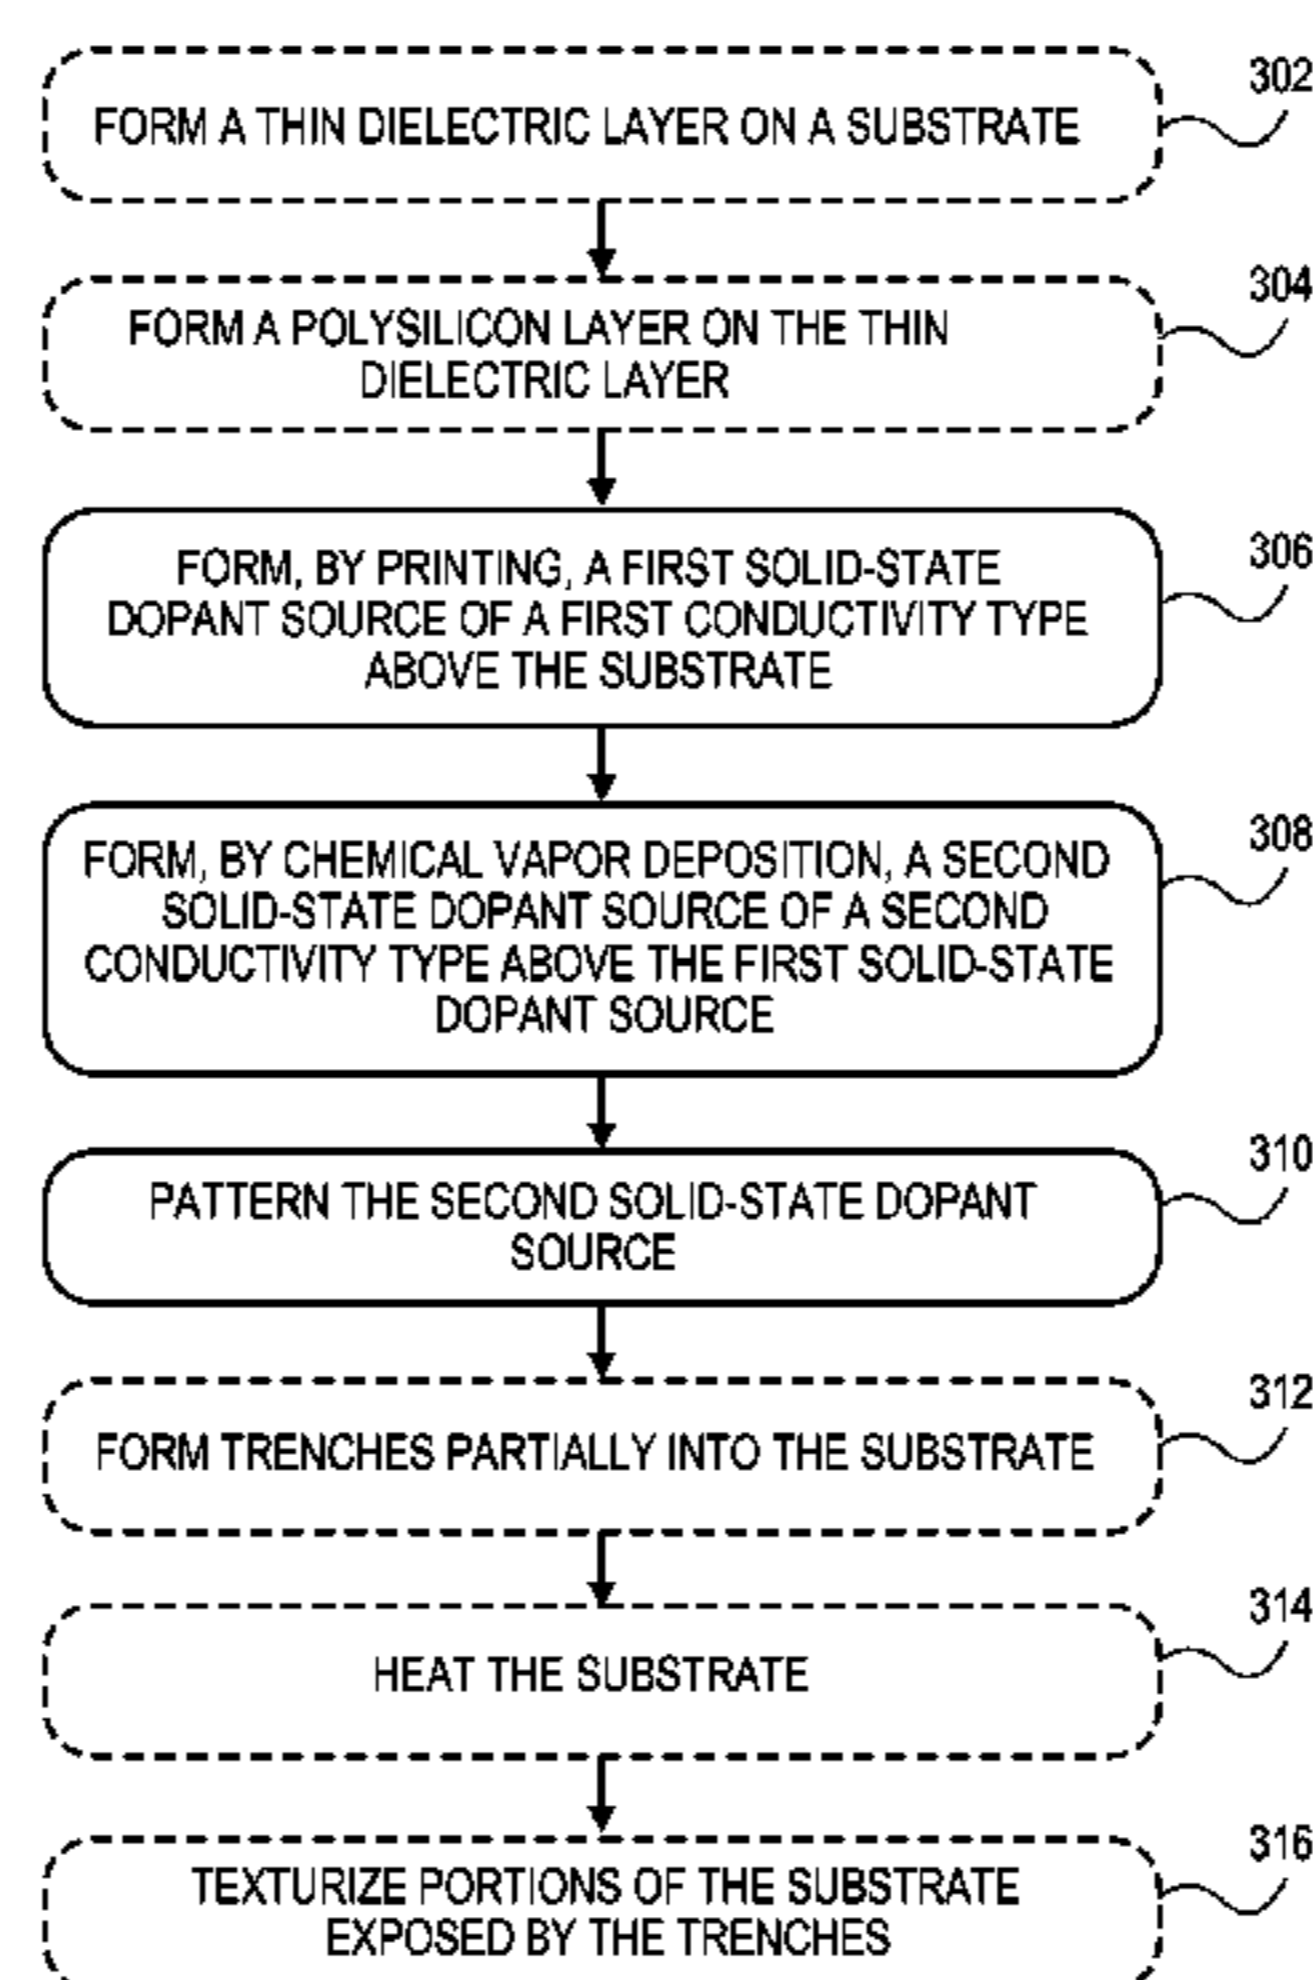 302
FORM A THIN DIELECTRIC LAYER ON A SUBSTRATE
304
FORM A POLYSILICON LAYER ON THE THIN
DIELECTRIC LAYER
306
FORM, BY PRINTING, A FIRST SOLID-STATE
DOPANT SOURCE OF A FIRST CONDUCTIVITY TYPE
ABOVE THE SUBSTRATE
308
FORM, BY CHEMICAL VAPOR DEPOSITION, A SECOND
SOLID-STATE DOPANT SOURCE OF A SECOND
CONDUCTIVITY TYPE ABOVE THE FIRST SOLID-STATE
DOPANT SOURCE
310
PATTERN THE SECOND SOLID-STATE DOPANT
SOURCE
312
FORM TRENCHES PARTIALLY INTO THE SUBSTRATE
314
HEAT THE SUBSTRATE
316
TEXTURIZE PORTIONS OF THE SUBSTRATE
EXPOSED BY THE TRENCHES